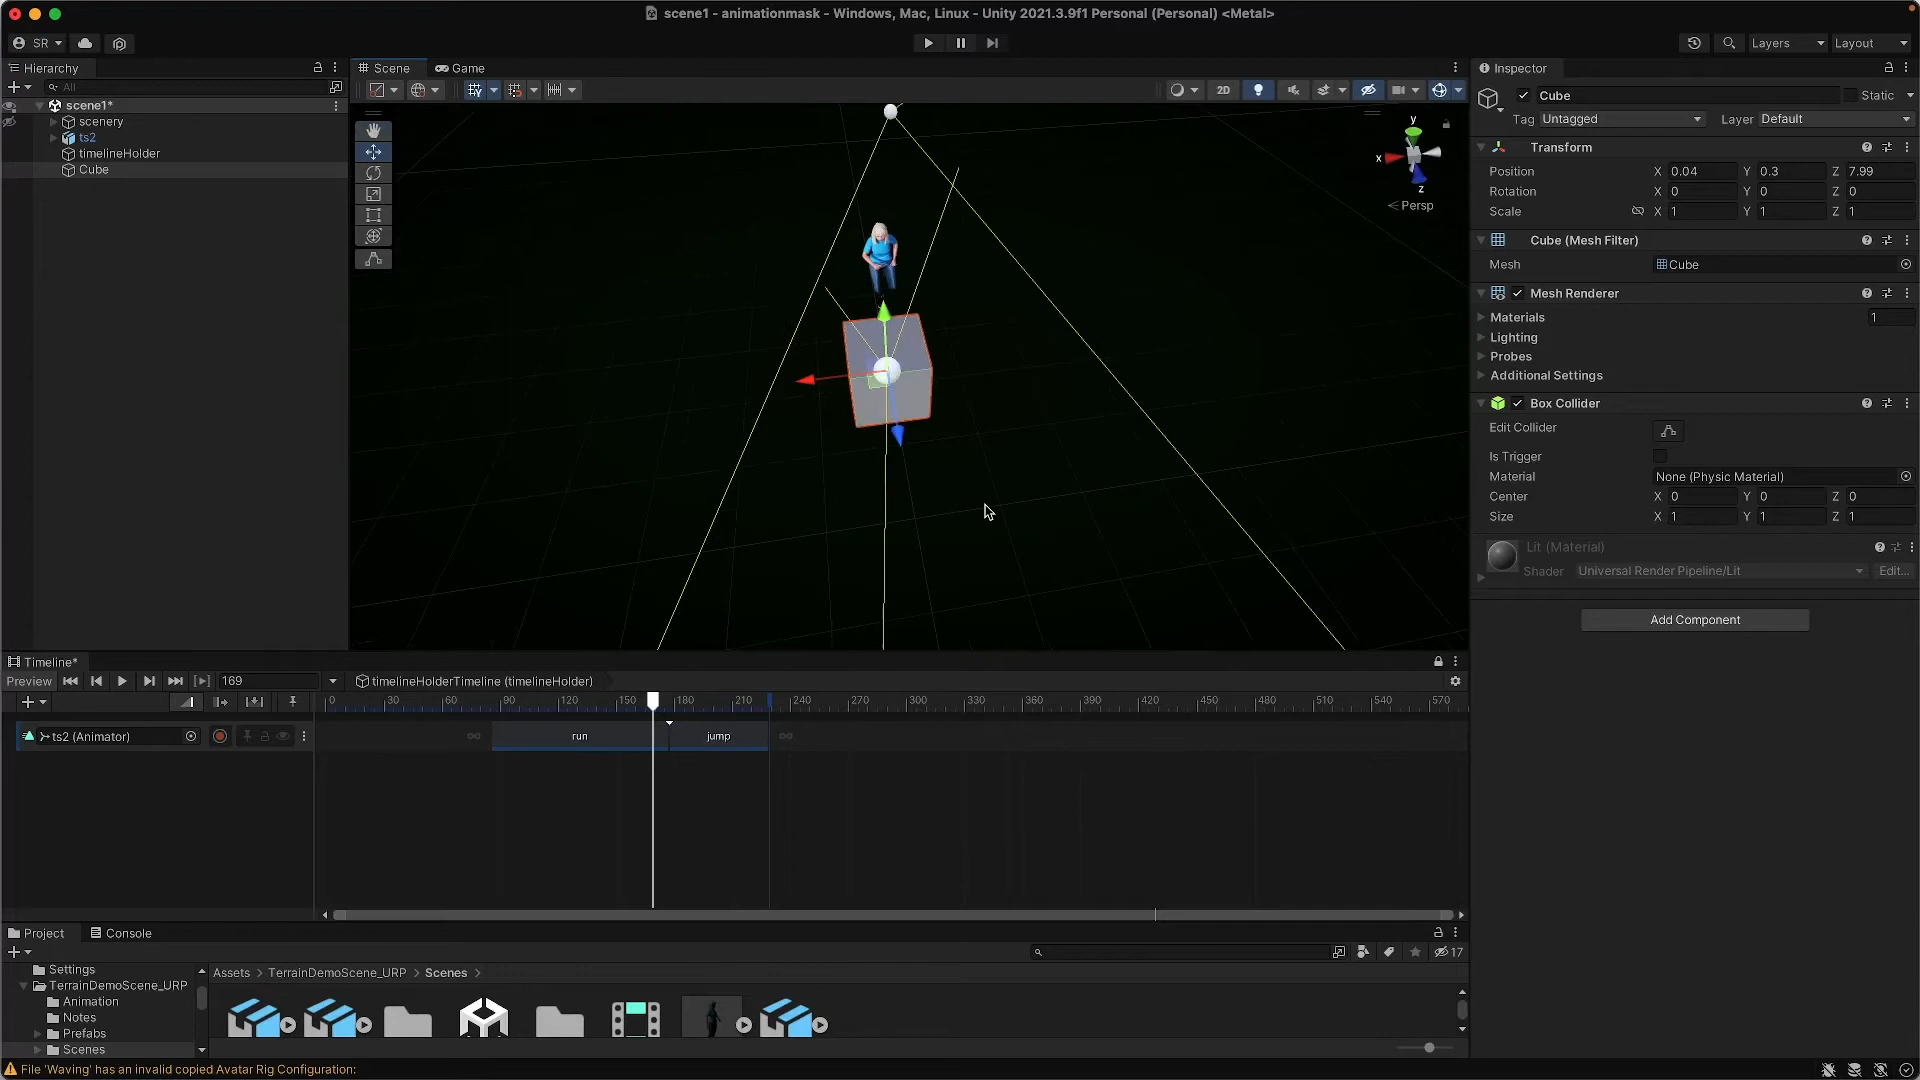 scene1 - animationmask - Windows, Mac, Linux - Unity 2021.3.9f1 Personal (Personal) <Metal>
SR
Layers
Layout
Hierarchy
All
scene1*
scenery
ts2
timelineHolder
Cube
Scene
Game
2D
y
x
z
Persp
Inspector
Cube
Static
Tag Untagged
Layer Default
Transform
Position X 0.04 Y 0.3 Z 7.99
Rotation X 0 Y 0 Z 0
Scale X 1 Y 1 Z 1
Cube (Mesh Filter)
Mesh Cube
Mesh Renderer
Materials 1
Lighting
Probes
Additional Settings
Box Collider
Edit Collider
Is Trigger
Material None (Physic Material)
Center X 0 Y 0 Z 0
Size X 1 Y 1 Z 1
Lit (Material)
Shader Universal Render Pipeline/Lit Edit...
Add Component
Timeline*
Preview 169 timelineHolderTimeline (timelineHolder)
0 30 60 90 120 150 180 210 240 270 300 330 360 390 420 450 480 510 540 570
ts2 (Animator)
run
jump
Project
Console
17
Settings
TerrainDemoScene_URP
Animation
Notes
Prefabs
Scenes
Assets > TerrainDemoScene_URP > Scenes >
File 'Waving' has an invalid copied Avatar Rig Configuration: